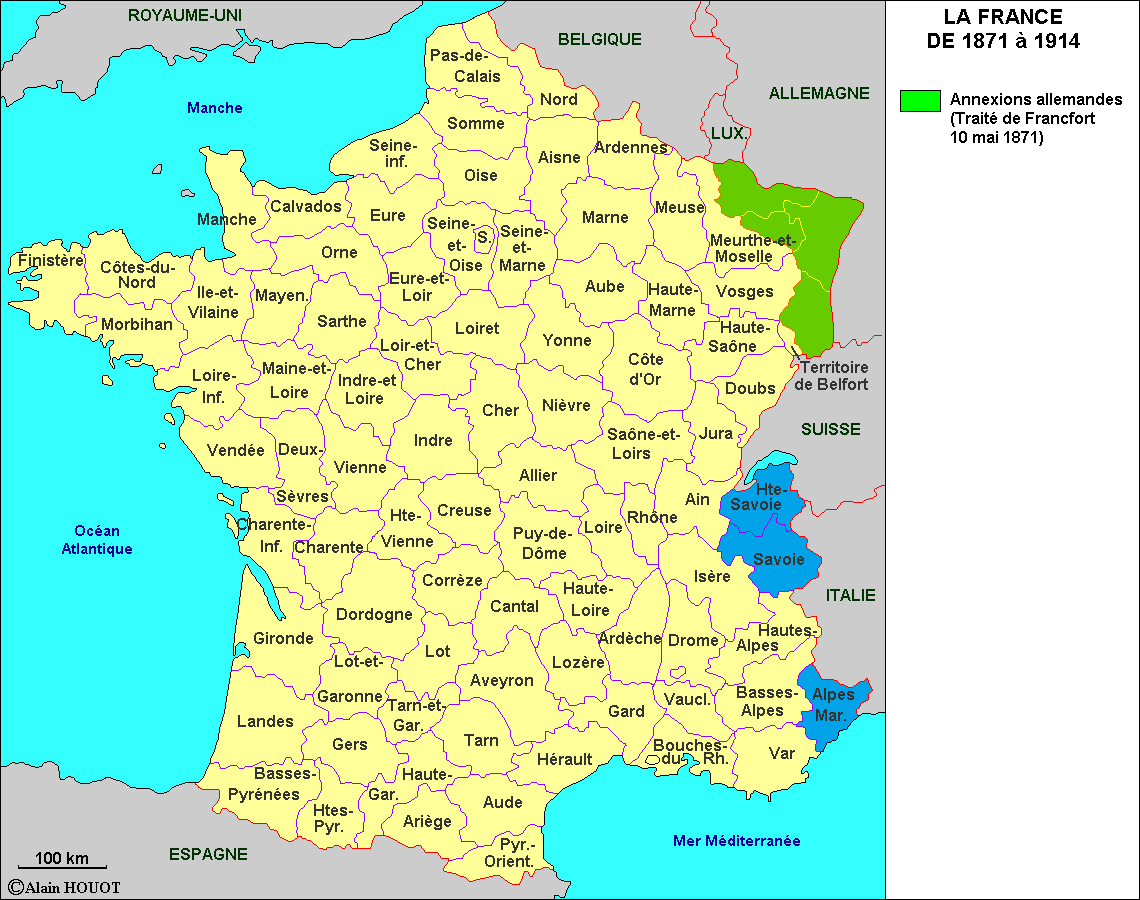 LA FRANCE
DE 1871 à 1914
Annexions allemandes
(Traité de Francfort
10 mai 1871)
ROYAUME-UNI
BELGIQUE
ALLEMAGNE
LUX.
Manche
Pas-de-
Calais
Nord
Somme
Seine-
inf.
Aisne
Ardennes
Oise
Manche
Calvados
Eure
Seine-
et-
Oise
S.
Seine-
et-
Marne
Marne
Meuse
Meurthe-et-
Moselle
Finistère
Côtes-du-
Nord
Orne
Eure-et-
Loir
Aube
Haute-
Marne
Vosges
Morbihan
Ile-et-
Vilaine
Mayen.
Sarthe
Loiret
Yonne
Haute-
Saône
Loir-et-
Cher
Côte
d'Or
Territoire
de Belfort
Loire-
Inf.
Maine-et-
Loire
Indre-et
Loire
Cher
Nièvre
Doubs
SUISSE
Vendée
Deux-
Sèvres
Vienne
Indre
Saône-et-
Loirs
Jura
Allier
Ain
Hte-
Savoie
Océan
Atlantique
Charente-
Inf.
Charente
Hte-
Vienne
Creuse
Puy-de-
Dôme
Loire
Rhône
Savoie
Isère
ITALIE
Corrèze
Dordogne
Cantal
Haute-
Loire
Gironde
Lot
Ardèche
Drome
Hautes-
Alpes
Lot-et-
Garonne
Aveyron
Lozère
Landes
Tarn-et-
Gar.
Gard
Vaucl.
Basses-
Alpes
Alpes
Mar.
Gers
Tarn
Hérault
Bouches-
du-
Rh.
Var
Basses-
Pyrénées
Haute-
Gar.
Htes-
Pyr.
Ariège
Aude
Pyr.-
Orient.
Mer Méditerranée
ESPAGNE
100 km
©Alain HOUOT